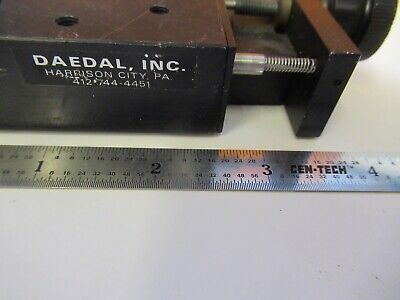 DAEDAL, INC.
HARRISON CITY, PA
412·744-4451
1 2 3 CEN-TECH 4